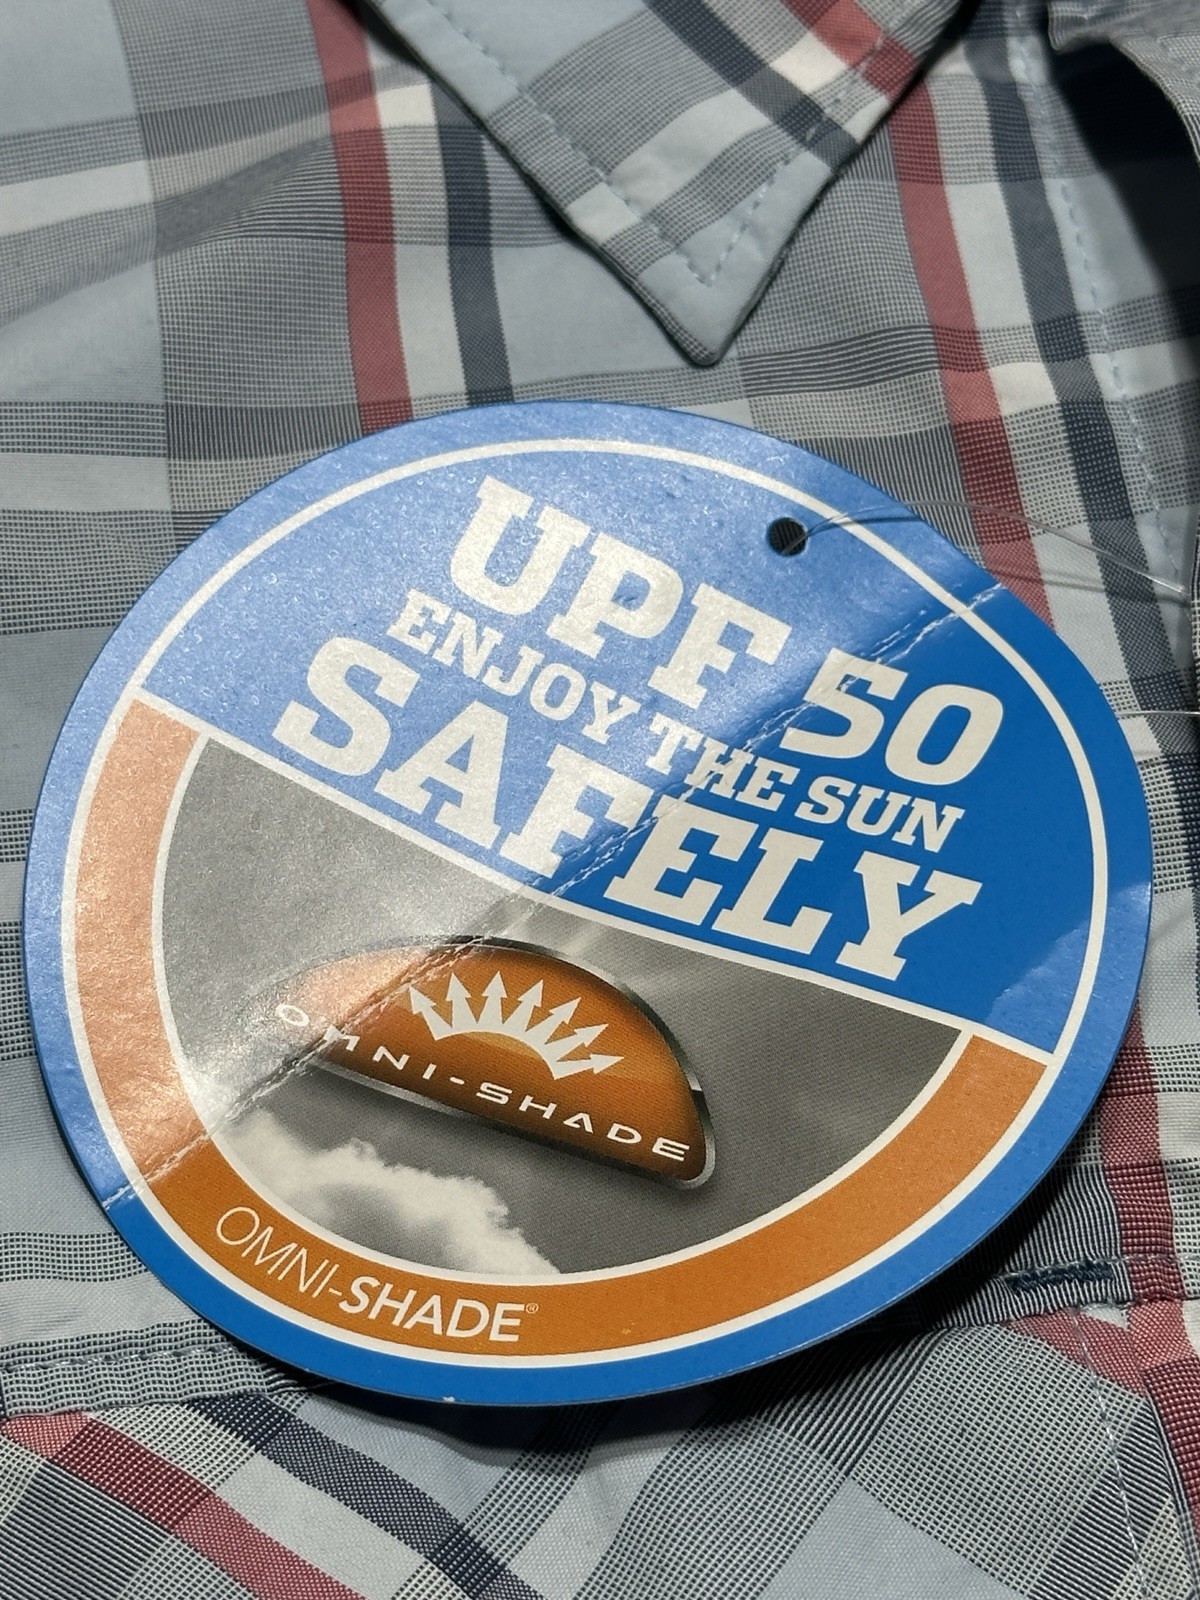 UPF 50
ENJOY THE SUN
SAFELY
OMNI-SHADE
OMNI-SHADE®